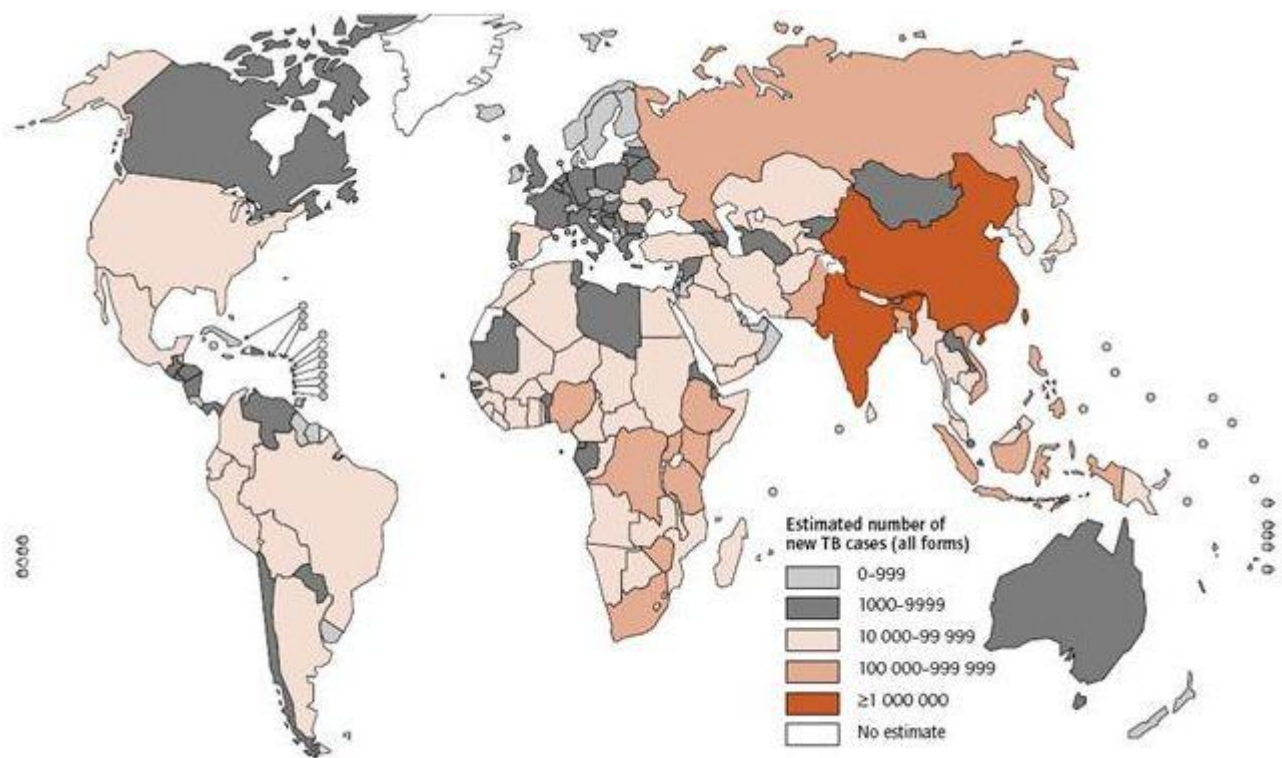 Estimated number of
new TB cases (all forms)
0–999
1000–9999
10 000–99 999
100 000–999 999
≥1 000 000
No estimate